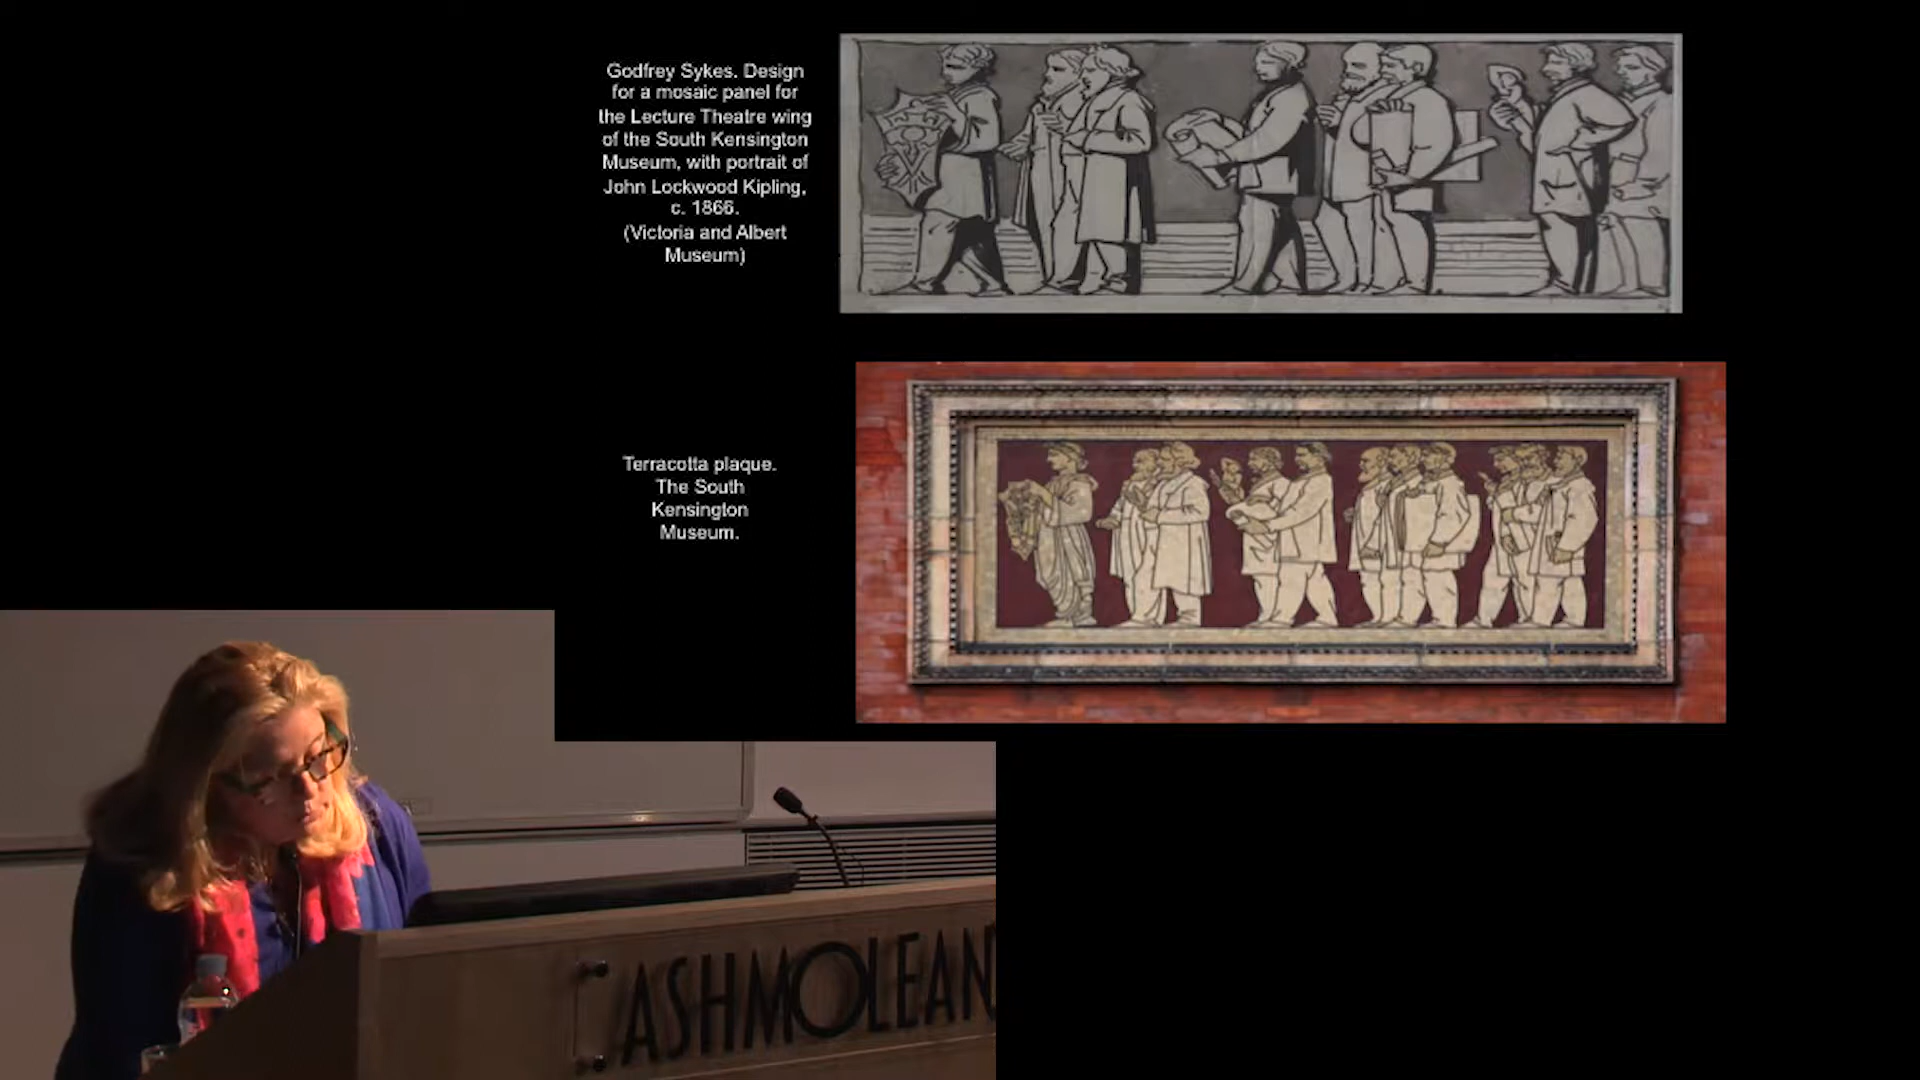 Godfrey Sykes. Design
for a mosaic panel for
the Lecture Theatre wing
of the South Kensington
Museum, with portrait of
John Lockwood Kipling,
c. 1866.
(Victoria and Albert
Museum)
Terracotta plaque.
The South
Kensington
Museum.
ASHMOLEAN